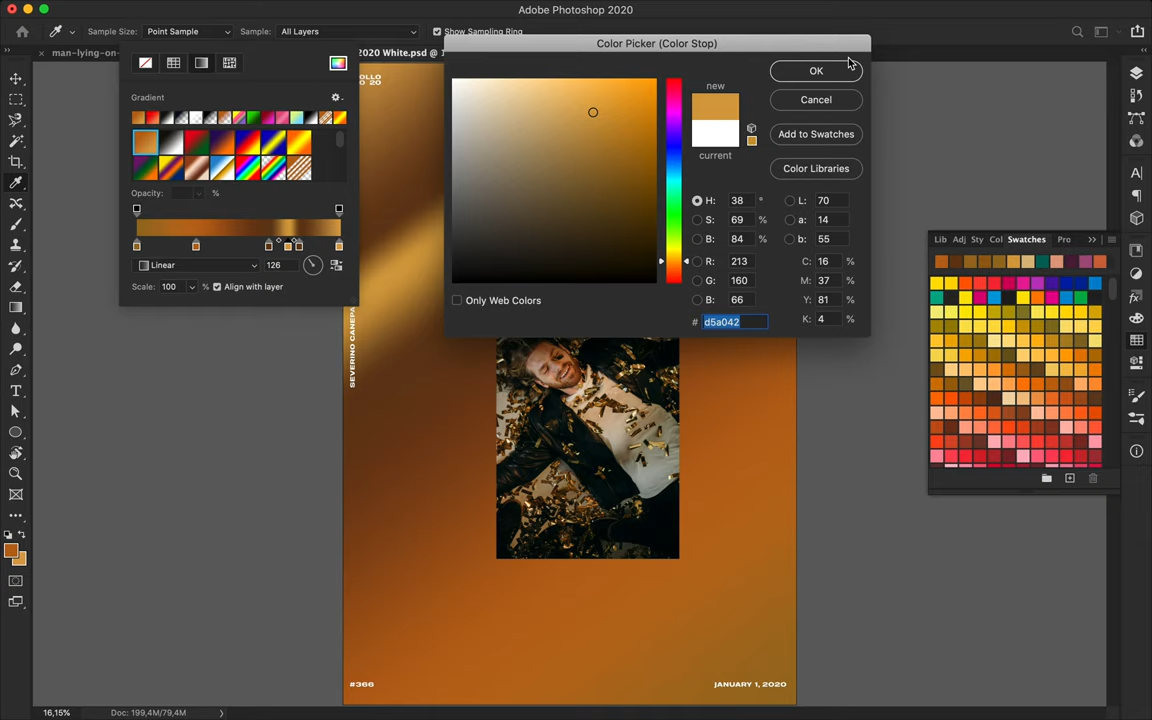 Adobe Photoshop 2020
Sample Size: Point Sample
Sample: All Layers
Show Sampling Ring
man-lying-on-
2020 White.psd @ 1
Color Picker (Color Stop)
Gradient
Opacity: %
Linear 126
Scale: 100 % Align with layer
new
current
OK
Cancel
Add to Swatches
Color Libraries
H: 38 °
S: 69 %
B: 84 %
R: 213
G: 160
B: 66
# d5a042
L: 70
a: 14
b: 55
C: 16 %
M: 37 %
Y: 81 %
K: 4 %
Only Web Colors
Lib Adj Sty Col Swatches Pro
OLLO
20
SEVERINO CANEPA
#366
JANUARY 1, 2020
16,15%
Doc: 199,4M/79,4M